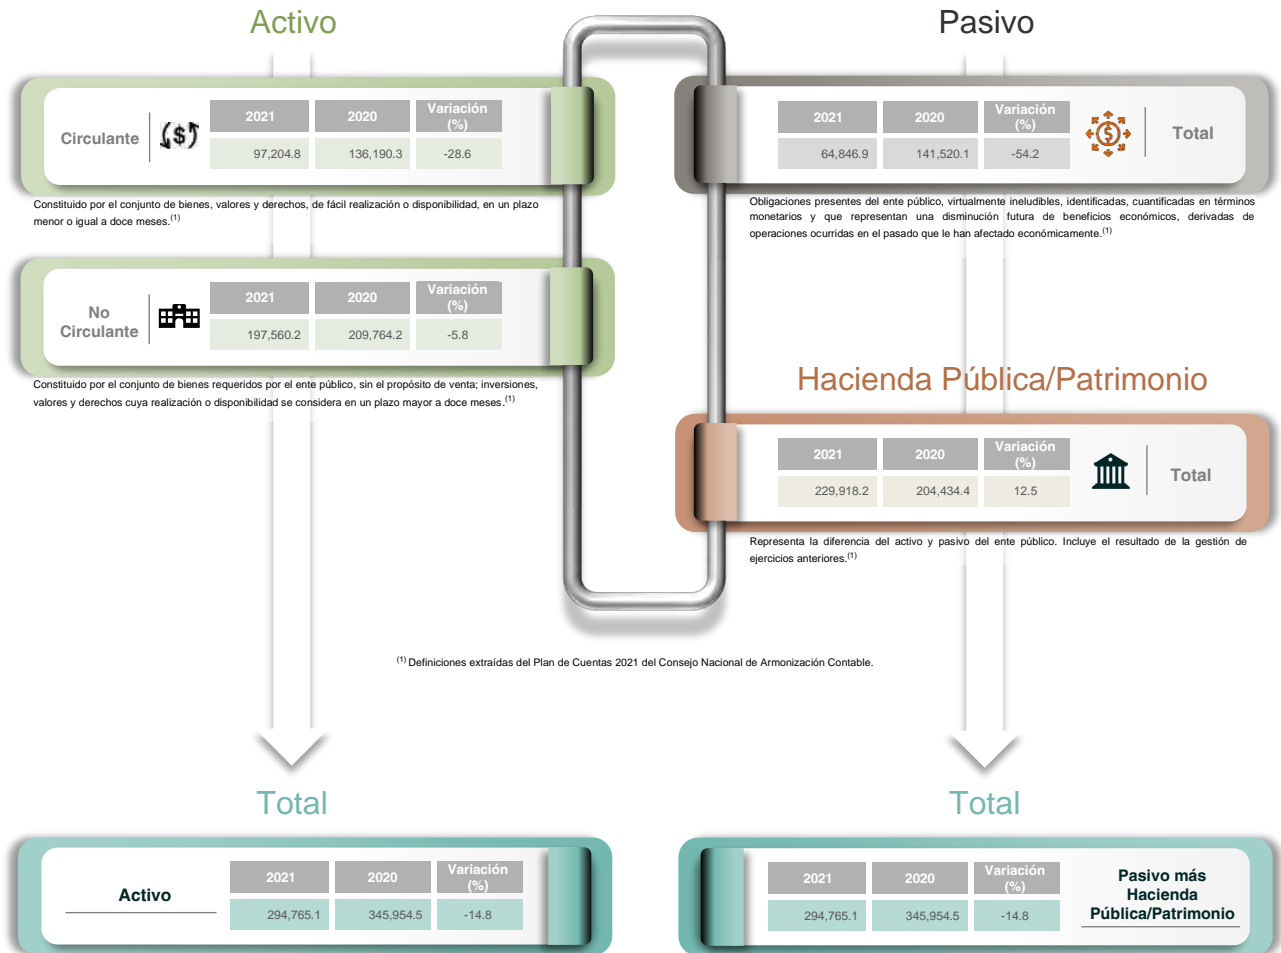 Activo
Circulante
($)
2021 2020 Variación (%)
97,204.8 136,190.3 -28.6
Constituido por el conjunto de bienes, valores y derechos, de fácil realización o disponibilidad, en un plazo
menor o igual a doce meses.(1)
No
Circulante
2021 2020 Variación (%)
197,560.2 209,764.2 -5.8
Constituido por el conjunto de bienes requeridos por el ente público, sin el propósito de venta; inversiones,
valores y derechos cuya realización o disponibilidad se considera en un plazo mayor a doce meses.(1)
Pasivo
2021 2020 Variación (%)
64,846.9 141,520.1 -54.2
$
Total
Obligaciones presentes del ente público, virtualmente ineludibles, identificadas, cuantificadas en términos
monetarios y que representan una disminución futura de beneficios económicos, derivadas de
operaciones ocurridas en el pasado que le han afectado económicamente.(1)
Hacienda Pública/Patrimonio
2021 2020 Variación (%)
229,918.2 204,434.4 12.5
Total
Representa la diferencia del activo y pasivo del ente público. Incluye el resultado de la gestión de
ejercicios anteriores.(1)
(1) Definiciones extraídas del Plan de Cuentas 2021 del Consejo Nacional de Armonización Contable.
Total
Activo
2021 2020 Variación (%)
294,765.1 345,954.5 -14.8
Total
2021 2020 Variación (%)
294,765.1 345,954.5 -14.8
Pasivo más
Hacienda
Pública/Patrimonio